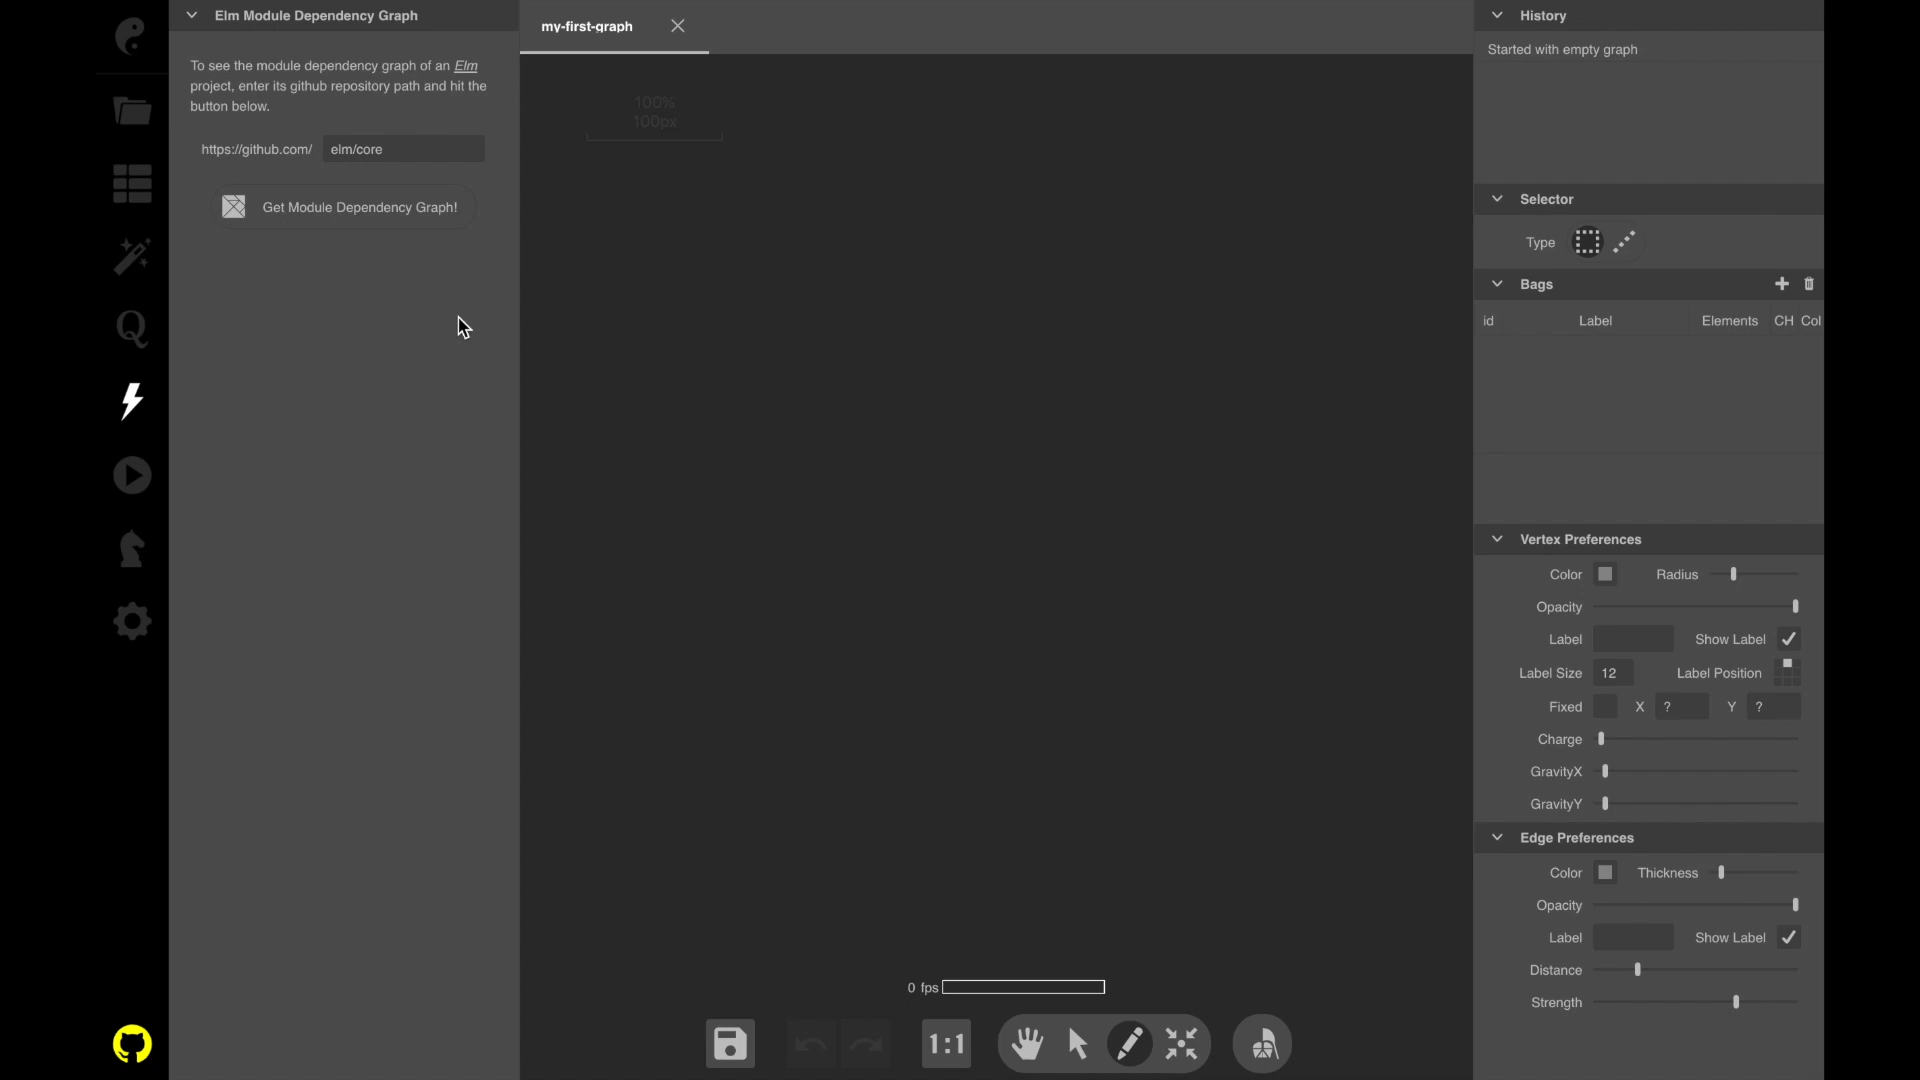 Elm Module Dependency Graph
To see the module dependency graph of an Elm
project, enter its github repository path and hit the
button below.
https://github.com/ elm/core
Get Module Dependency Graph!
my-first-graph
100%
100px
0 fps
1:1
History
Started with empty graph
Selector
Type
Bags
id Label Elements CH Col
Vertex Preferences
Color Radius
Opacity
Label Show Label
Label Size 12 Label Position
Fixed X ? Y ?
Charge
GravityX
GravityY
Edge Preferences
Color Thickness
Opacity
Label Show Label
Distance
Strength